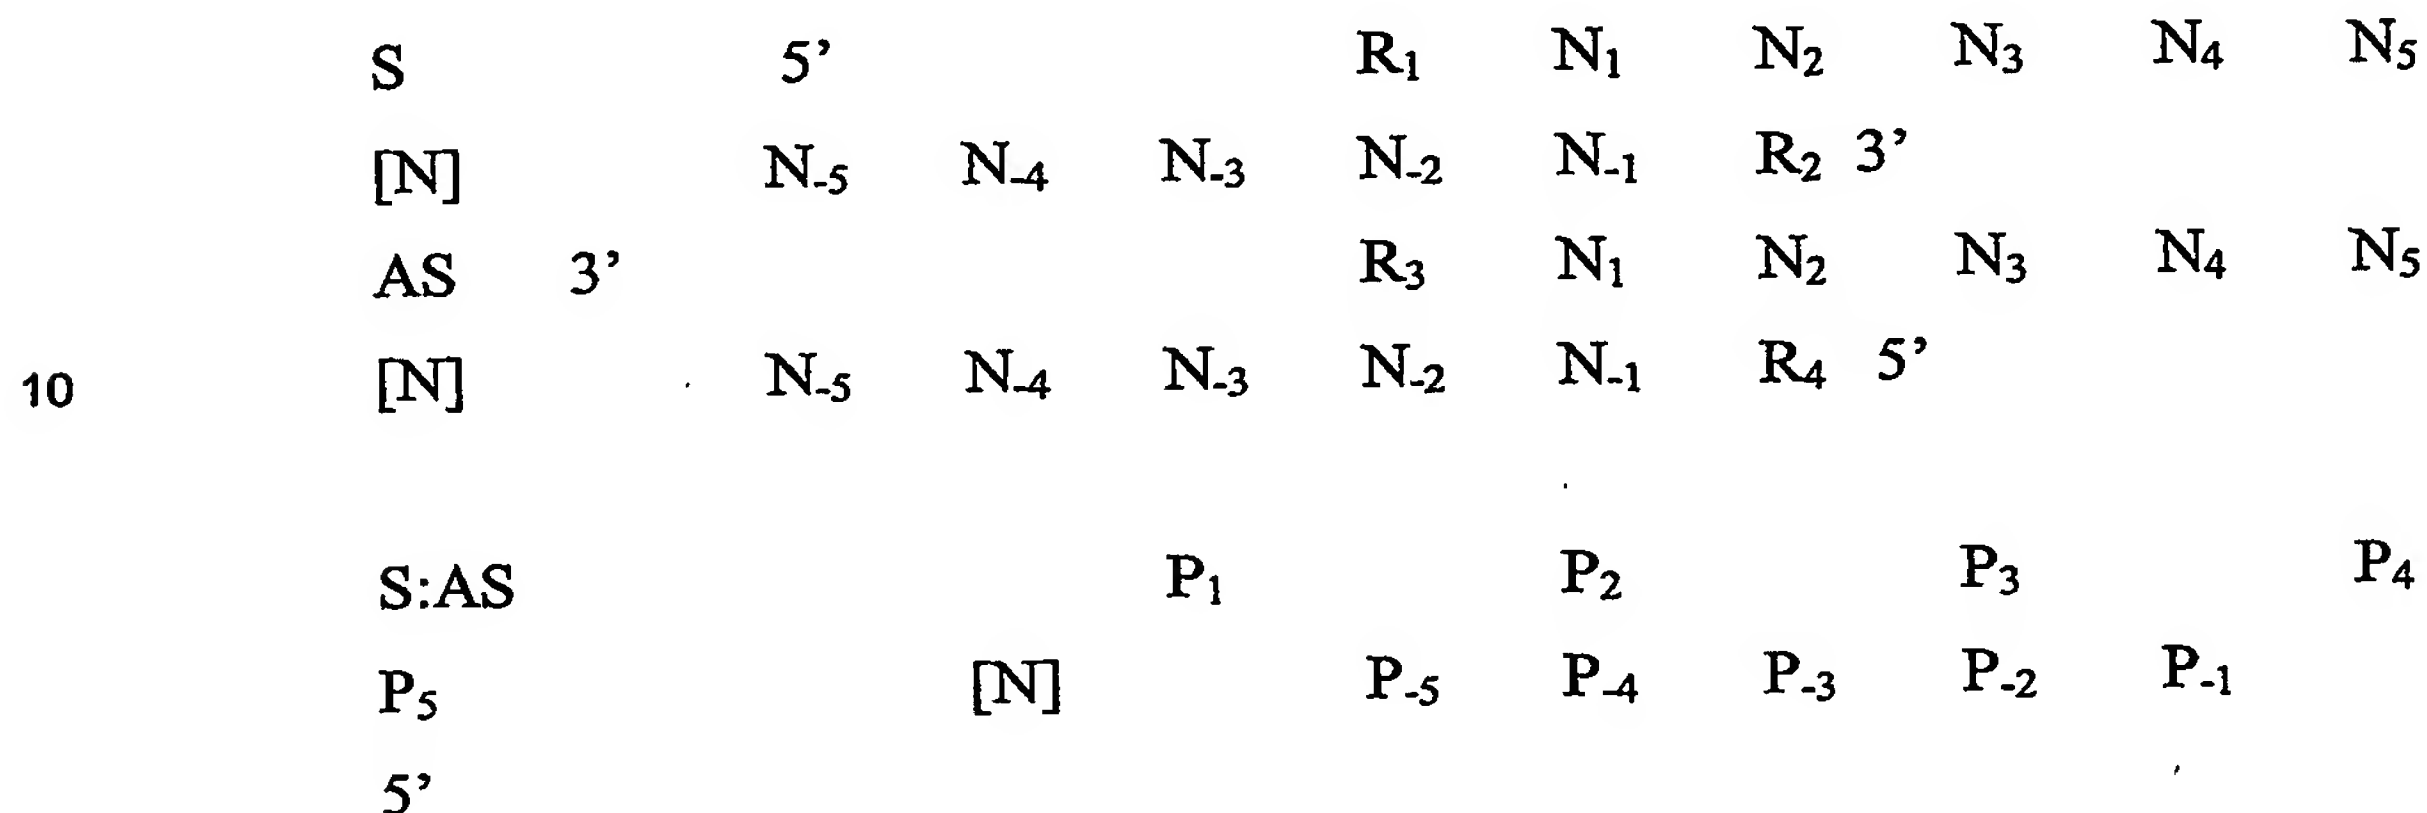 S 5’ R₁ N₁ N₂ N₃ N₄ N₅
[N] N₋₅ N₋₄ N₋₃ N₋₂ N₋₁ R₂ 3’
AS 3’ R₃ N₁ N₂ N₃ N₄ N₅
10 [N] N₋₅ N₋₄ N₋₃ N₋₂ N₋₁ R₄ 5’
S:AS P₁ P₂ P₃ P₄
P₅ [N] P₋₅ P₋₄ P₋₃ P₋₂ P₋₁
5’